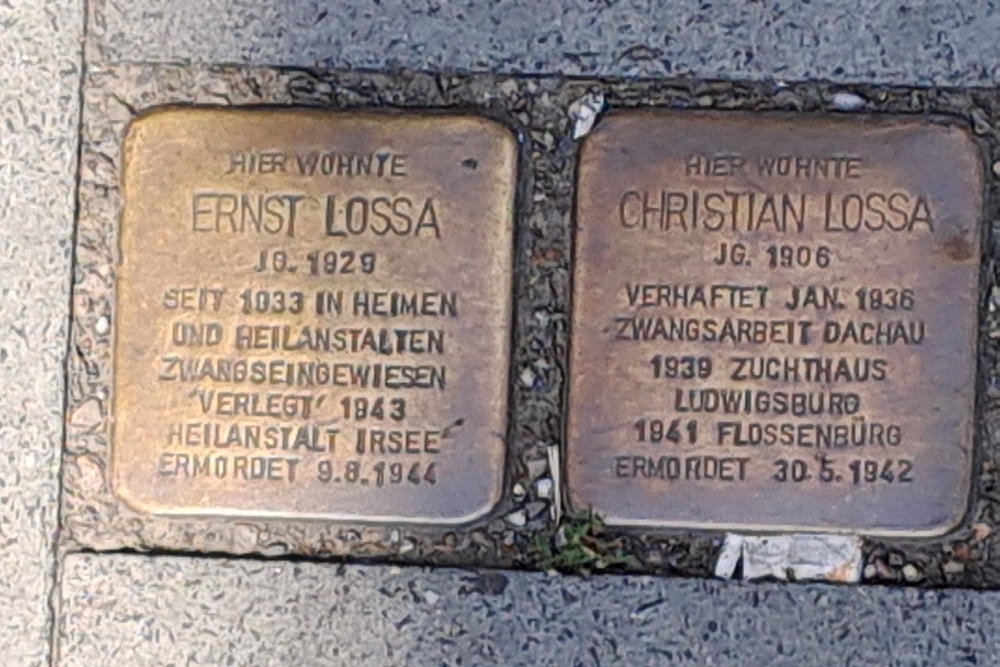 HIER WOHNTE
ERNST LOSSA
JG. 1929
SEIT 1933 IN HEIMEN
UND HEILANSTALTEN
ZWANGSEINGEWIESEN
'VERLEGT' 1943
HEILANSTALT IRSEE
ERMORDET 9.8.1944
HIER WOHNTE
CHRISTIAN LOSSA
JG. 1906
VERHAFTET JAN. 1936
ZWANGSARBEIT DACHAU
1939 ZUCHTHAUS
LUDWIGSBURG
1941 FLOSSENBÜRG
ERMORDET 30.5.1942